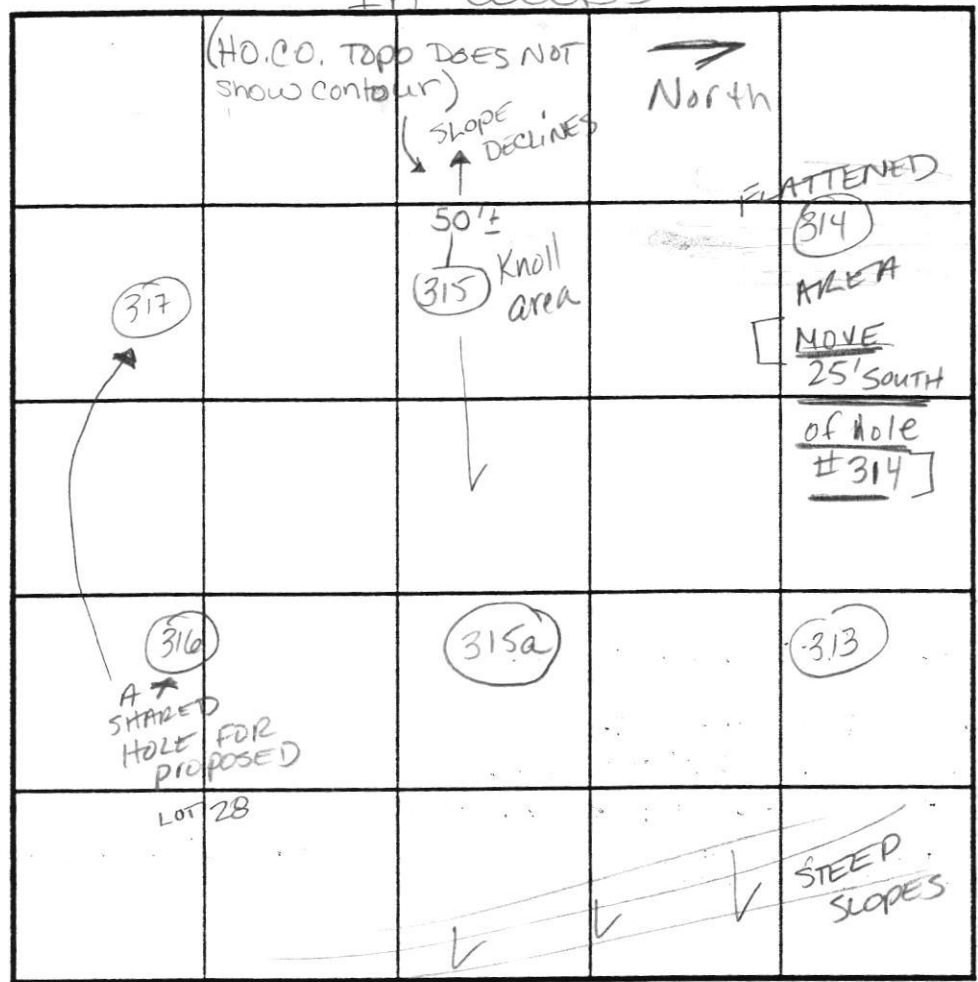 (HO.CO. TOPO DOES NOT
show contour)
SLOPE
DECLINES
North
FLATTENED
314
AREA
MOVE
25' SOUTH
of hole
#314
50'±
315
Knoll
area
317
316
315a
313
A
SHARED
HOLE FOR
PROPOSED
LOT 28
STEEP
SLOPES